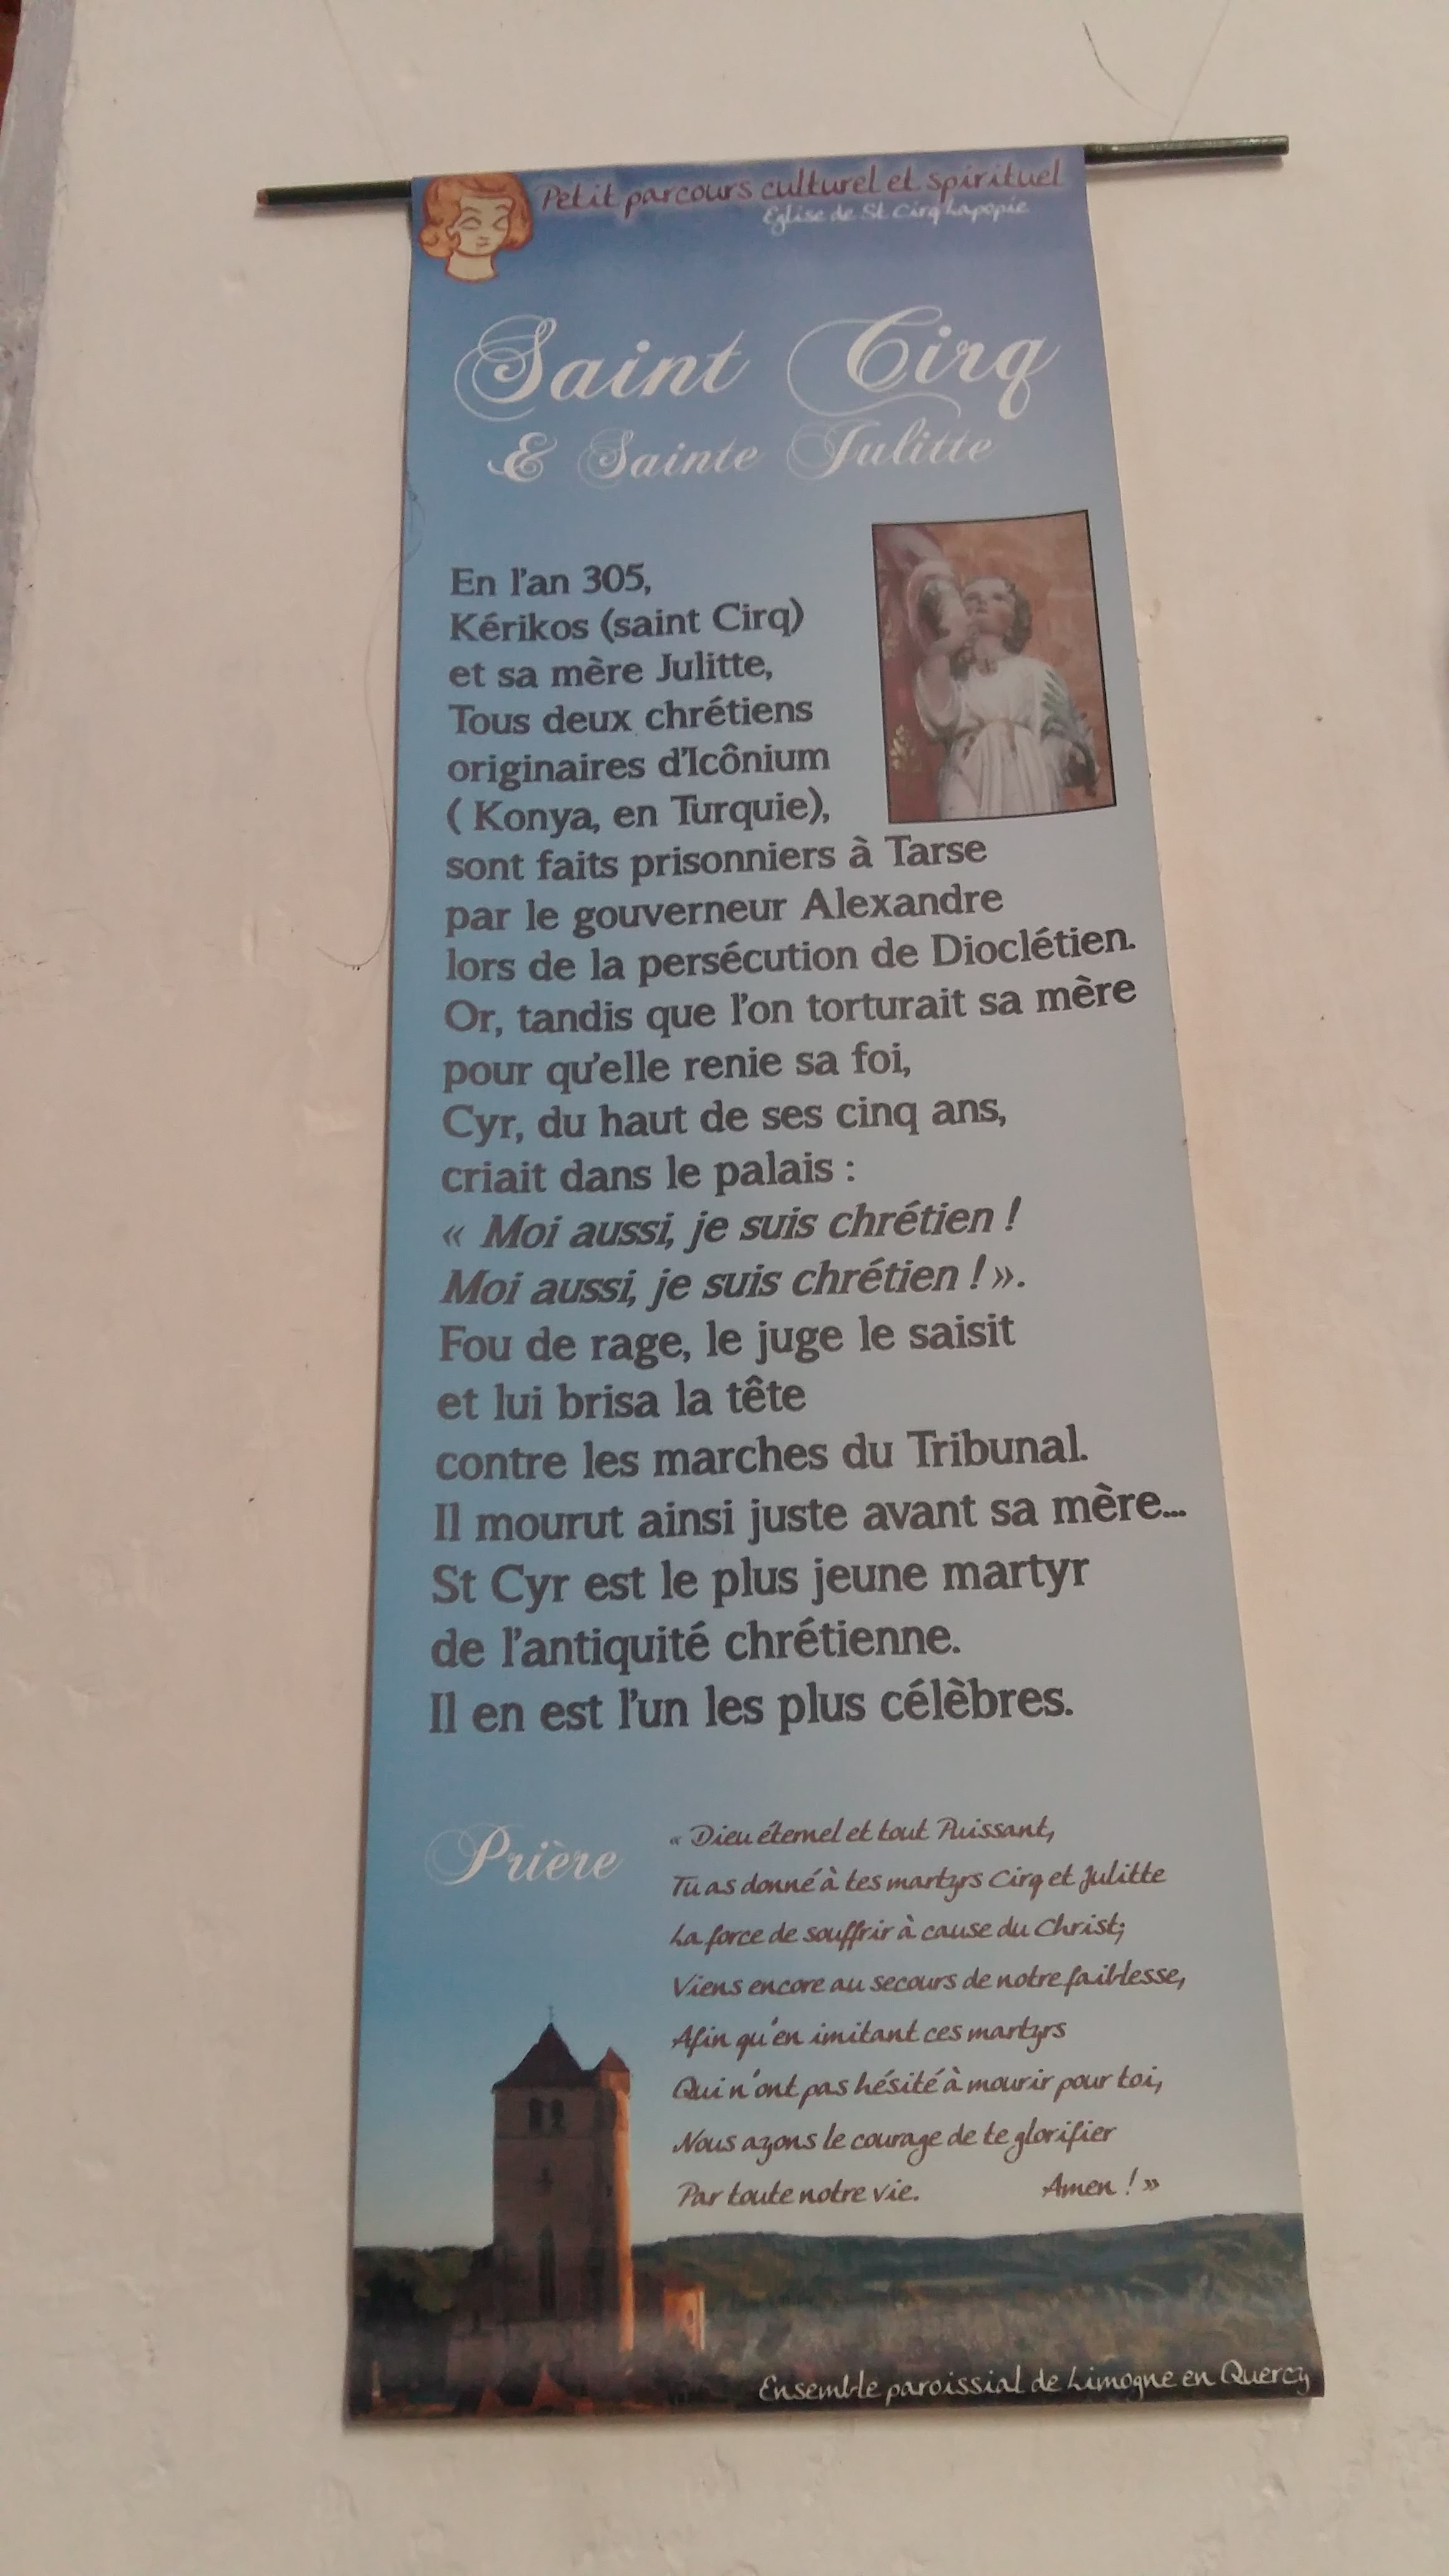 Petit parcours culturel et spirituel
Eglise de St Cirq Lapopie
Saint Cirq
& Sainte Julitte
En l'an 305,
Kérikos (saint Cirq)
et sa mère Julitte,
Tous deux chrétiens
originaires d'Icônium
( Konya, en Turquie),
sont faits prisonniers à Tarse
par le gouverneur Alexandre
lors de la persécution de Dioclétien.
Or, tandis que l'on torturait sa mère
pour qu'elle renie sa foi,
Cyr, du haut de ses cinq ans,
criait dans le palais :
« Moi aussi, je suis chrétien !
Moi aussi, je suis chrétien ! ».
Fou de rage, le juge le saisit
et lui brisa la tête
contre les marches du Tribunal.
Il mourut ainsi juste avant sa mère...
St Cyr est le plus jeune martyr
de l'antiquité chrétienne.
Il en est l'un les plus célèbres.
Prière
« Dieu éternel et tout Puissant,
Tu as donné à tes martyrs Cirq et Julitte
La force de souffrir à cause du Christ;
Viens encore au secours de notre faiblesse,
Afin qu'en imitant ces martyrs
Qui n'ont pas hésité à mourir pour toi,
Nous ayons le courage de te glorifier
Par toute notre vie. Amen ! »
Ensemble paroissial de Limogne en Quercy